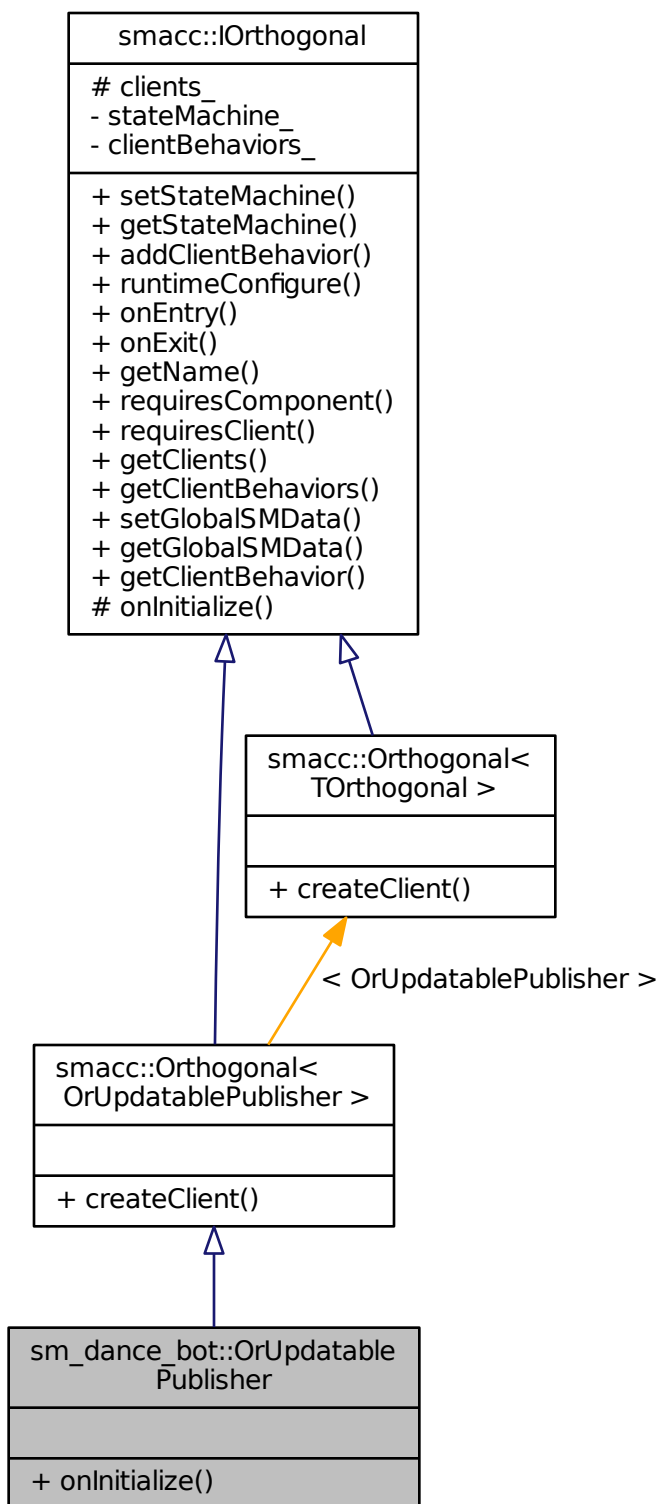 smacc::IOrthogonal
# clients_
- stateMachine_
- clientBehaviors_
+ setStateMachine()
+ getStateMachine()
+ addClientBehavior()
+ runtimeConfigure()
+ onEntry()
+ onExit()
+ getName()
+ requiresComponent()
+ requiresClient()
+ getClients()
+ getClientBehaviors()
+ setGlobalSMData()
+ getGlobalSMData()
+ getClientBehavior()
# onInitialize()
smacc::Orthogonal<
TOrthogonal >
+ createClient()
< OrUpdatablePublisher >
smacc::Orthogonal<
OrUpdatablePublisher >
+ createClient()
sm_dance_bot::OrUpdatable
Publisher
+ onInitialize()